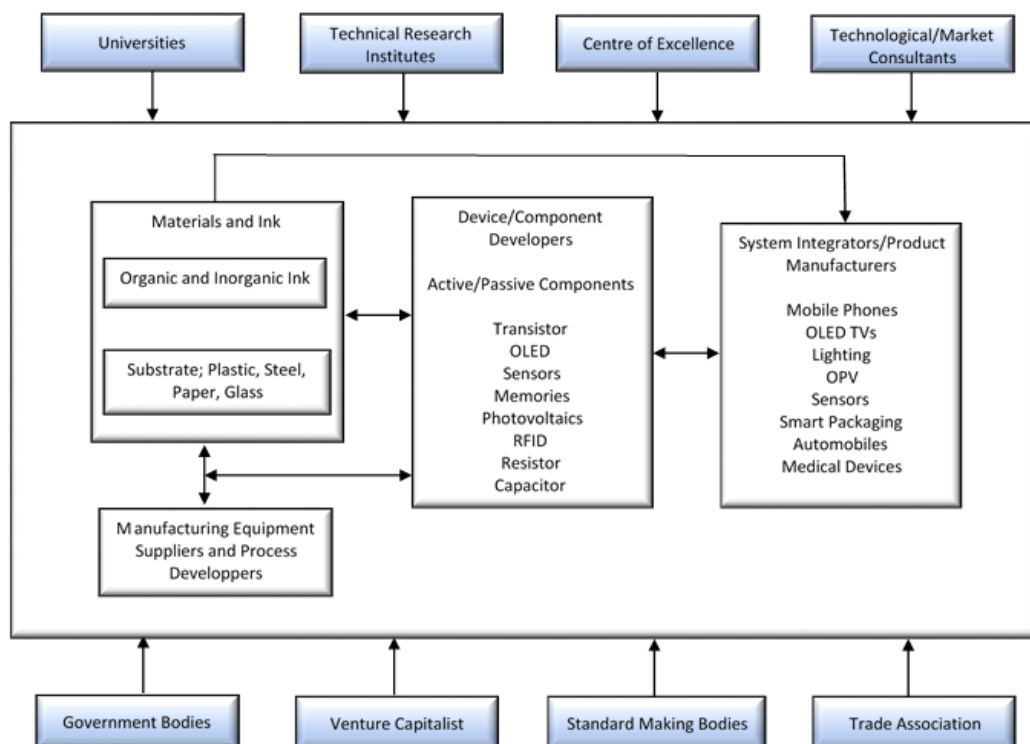 Universities
Technical Research
Institutes
Centre of Excellence
Technological/Market
Consultants
Materials and Ink
Organic and Inorganic Ink
Substrate; Plastic, Steel,
Paper, Glass
Device/Component
Developers
Active/Passive Components
Transistor
OLED
Sensors
Memories
Photovoltaics
RFID
Resistor
Capacitor
System Integrators/Product
Manufacturers
Mobile Phones
OLED TVs
Lighting
OPV
Sensors
Smart Packaging
Automobiles
Medical Devices
Manufacturing Equipment
Suppliers and Process
Developpers
Government Bodies
Venture Capitalist
Standard Making Bodies
Trade Association